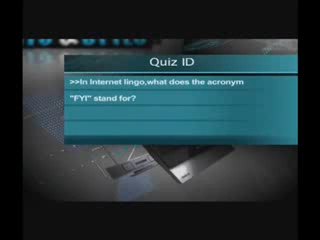 Quiz ID
>>In Internet lingo,what does the acronym
"FYI" stand for?